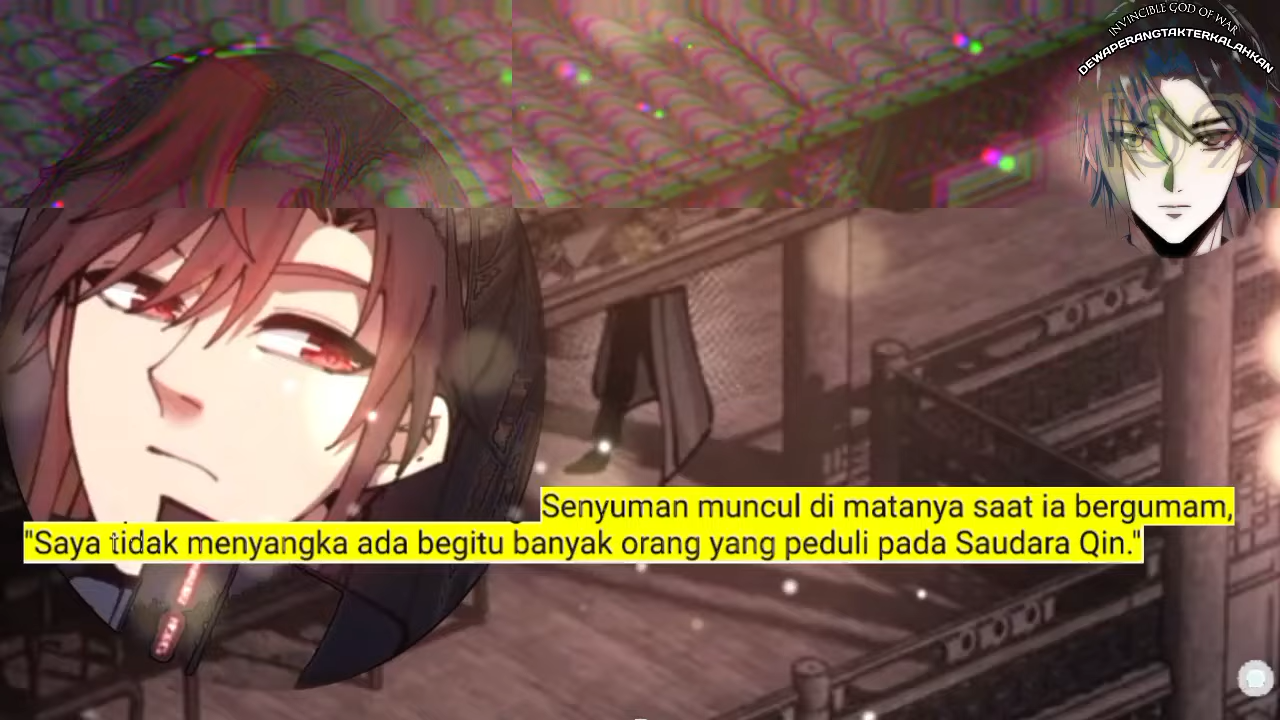 INVINCIBLE GOD OF WAR
DEWAPERANGTAKTERKALAHKAN
Senyuman muncul di matanya saat ia bergumam,
"Saya tidak menyangka ada begitu banyak orang yang peduli pada Saudara Qin."